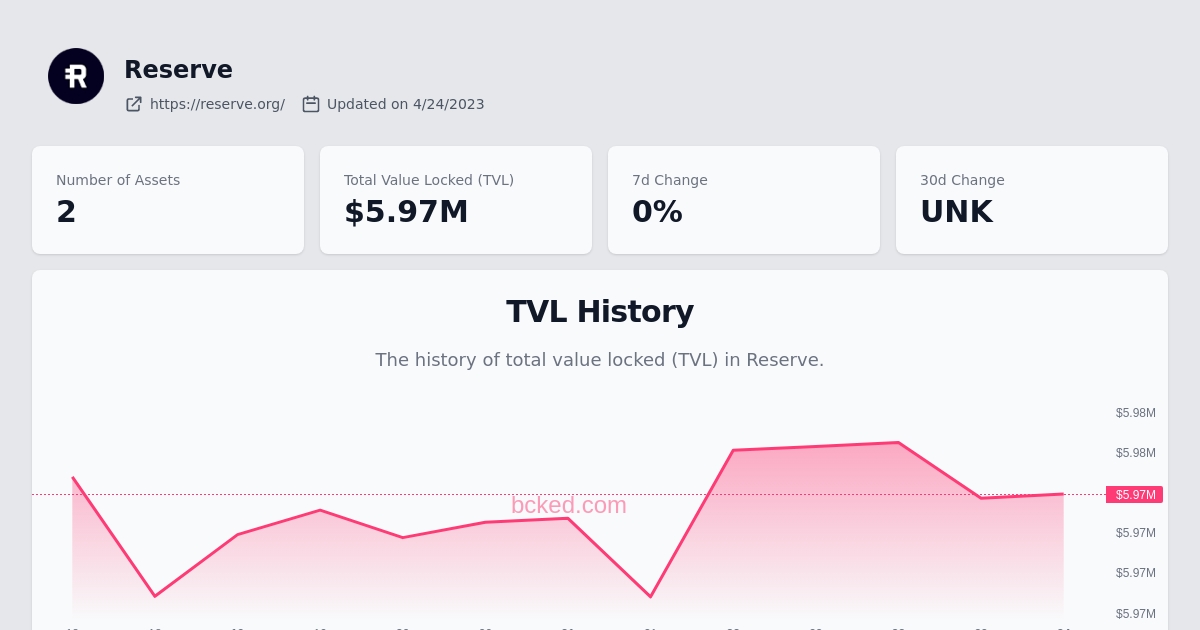 Reserve
https://reserve.org/ Updated on 4/24/2023
Number of Assets
2
Total Value Locked (TVL)
$5.97M
7d Change
0%
30d Change
UNK
TVL History
The history of total value locked (TVL) in Reserve.
$5.98M
$5.98M
bcked.com
$5.97M
$5.97M
$5.97M
$5.97M